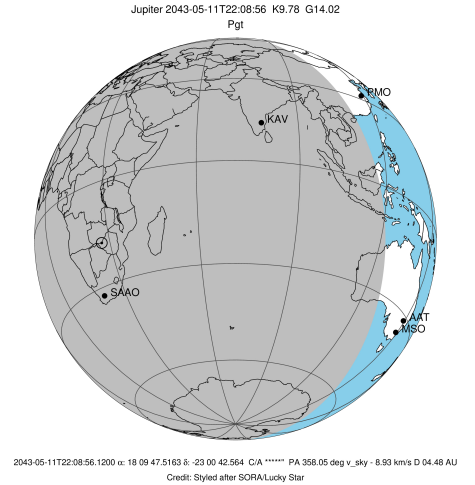 Jupiter 2043-05-11T22:08:56 K9.78 G14.02
Pgt
PMO
KAV
SAAO
AAT
MSO
2043-05-11T22:08:56.1200 α: 18 09 47.5163 δ: -23 00 42.564 C/A *****" PA 358.05 deg v_sky - 8.93 km/s D 04.48 AU
Credit: Styled after SORA/Lucky Star